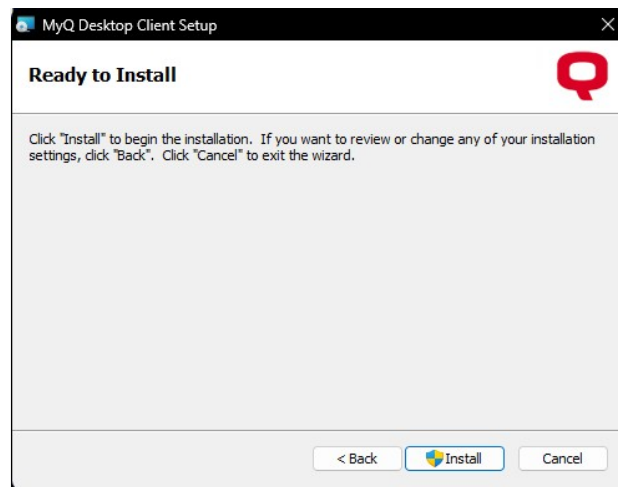 MyQ Desktop Client Setup
Ready to Install
Click "Install" to begin the installation.  If you want to review or change any of your installation
settings, click "Back".  Click "Cancel" to exit the wizard.
< Back
Install
Cancel